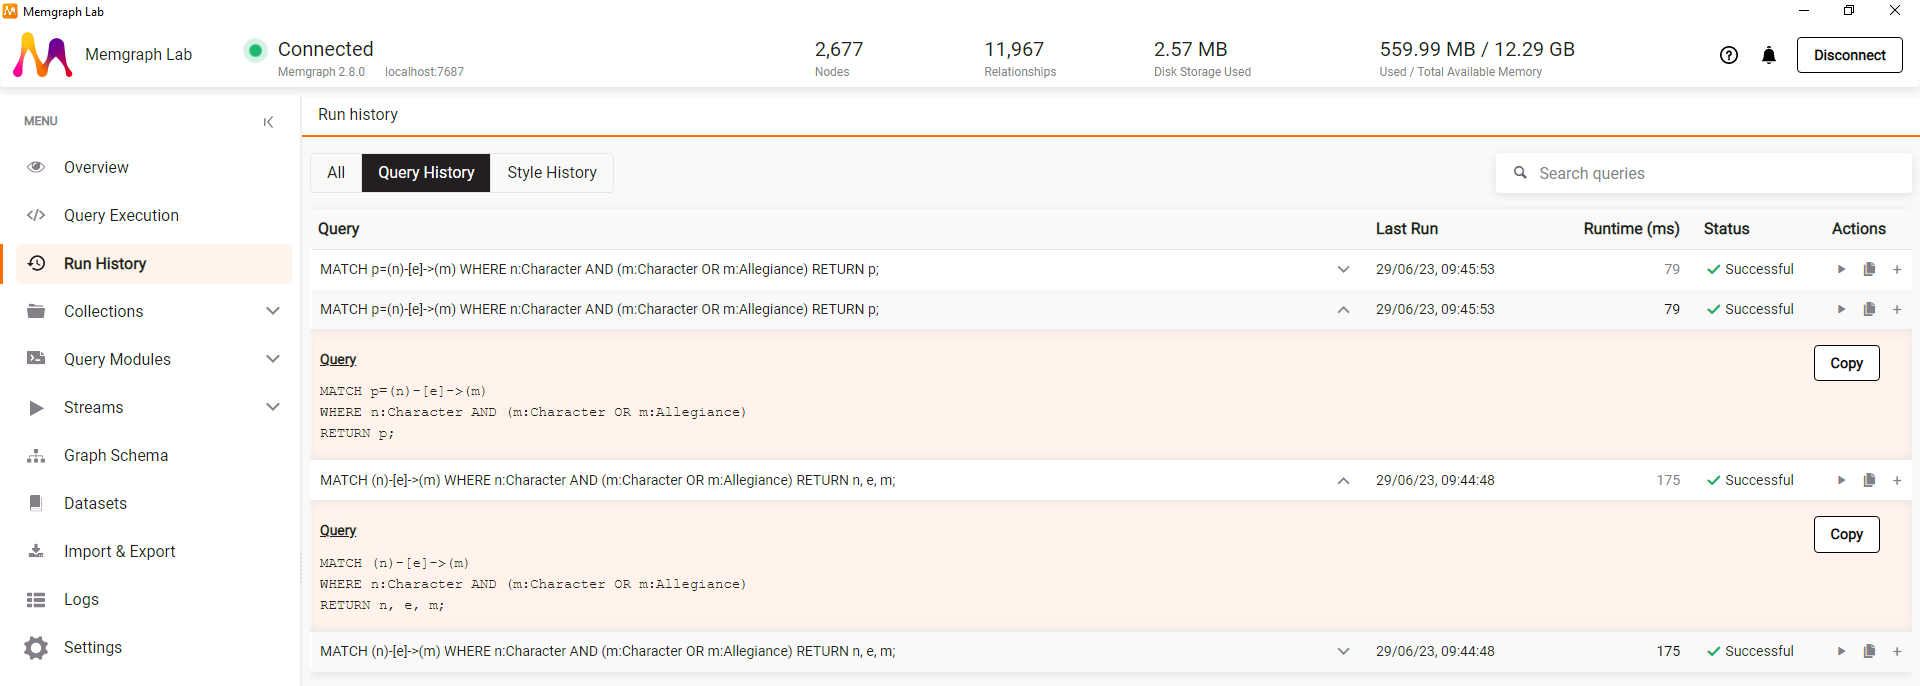 Memgraph Lab
Memgraph Lab
Connected
Memgraph 2.8.0 localhost:7687
2,677
Nodes
11,967
Relationships
2.57 MB
Disk Storage Used
559.99 MB / 12.29 GB
Used / Total Available Memory
Disconnect
MENU
Overview
Query Execution
Run History
Collections
Query Modules
Streams
Graph Schema
Datasets
Import & Export
Logs
Settings
Run history
All Query History Style History
Search queries
Query Last Run Runtime (ms) Status Actions
MATCH p=(n)-[e]->(m) WHERE n:Character AND (m:Character OR m:Allegiance) RETURN p; 29/06/23, 09:45:53 79 Successful
MATCH p=(n)-[e]->(m) WHERE n:Character AND (m:Character OR m:Allegiance) RETURN p; 29/06/23, 09:45:53 79 Successful
Query
Copy
MATCH p=(n)-[e]->(m)
WHERE n:Character AND (m:Character OR m:Allegiance)
RETURN p;
MATCH (n)-[e]->(m) WHERE n:Character AND (m:Character OR m:Allegiance) RETURN n, e, m; 29/06/23, 09:44:48 175 Successful
Query
Copy
MATCH (n)-[e]->(m)
WHERE n:Character AND (m:Character OR m:Allegiance)
RETURN n, e, m;
MATCH (n)-[e]->(m) WHERE n:Character AND (m:Character OR m:Allegiance) RETURN n, e, m; 29/06/23, 09:44:48 175 Successful